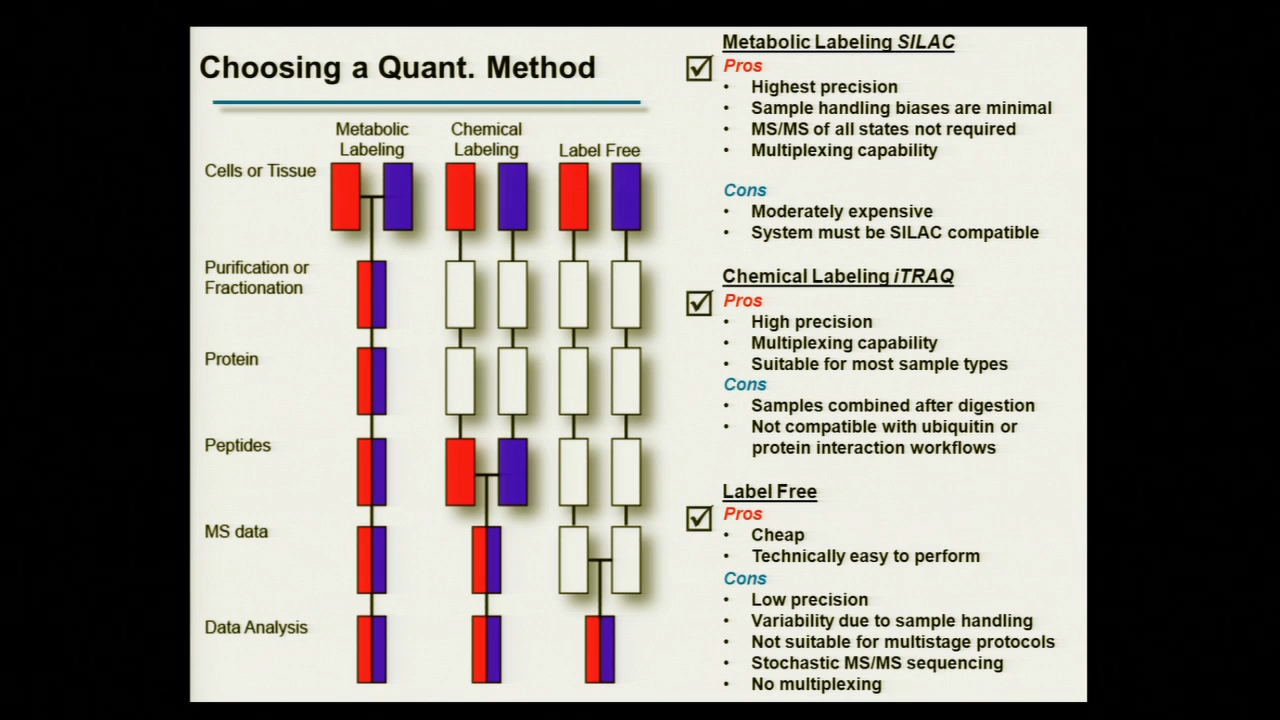 Choosing a Quant. Method
Metabolic
Labeling
Chemical
Labeling
Label Free
Cells or Tissue
Purification or
Fractionation
Protein
Peptides
MS data
Data Analysis
Metabolic Labeling SILAC
Pros
• Highest precision
• Sample handling biases are minimal
• MS/MS of all states not required
• Multiplexing capability
Cons
• Moderately expensive
• System must be SILAC compatible
Chemical Labeling iTRAQ
Pros
• High precision
• Multiplexing capability
• Suitable for most sample types
Cons
• Samples combined after digestion
• Not compatible with ubiquitin or
protein interaction workflows
Label Free
Pros
• Cheap
• Technically easy to perform
Cons
• Low precision
• Variability due to sample handling
• Not suitable for multistage protocols
• Stochastic MS/MS sequencing
• No multiplexing